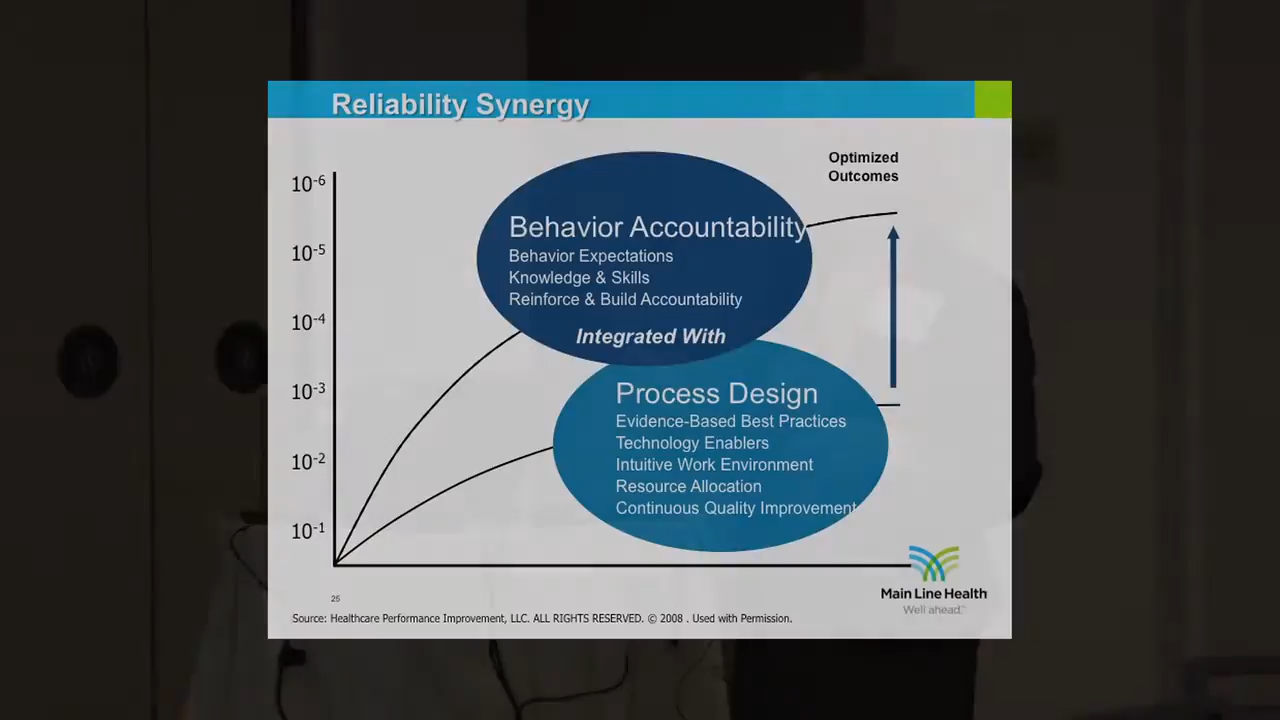 Reliability Synergy
Optimized
Outcomes
10-6
10-5
10-4
10-3
10-2
10-1
Behavior Accountability
Behavior Expectations
Knowledge & Skills
Reinforce & Build Accountability
Integrated With
Process Design
Evidence-Based Best Practices
Technology Enablers
Intuitive Work Environment
Resource Allocation
Continuous Quality Improvement
Main Line Health
Well ahead.™
25
Source: Healthcare Performance Improvement, LLC. ALL RIGHTS RESERVED. © 2008 . Used with Permission.